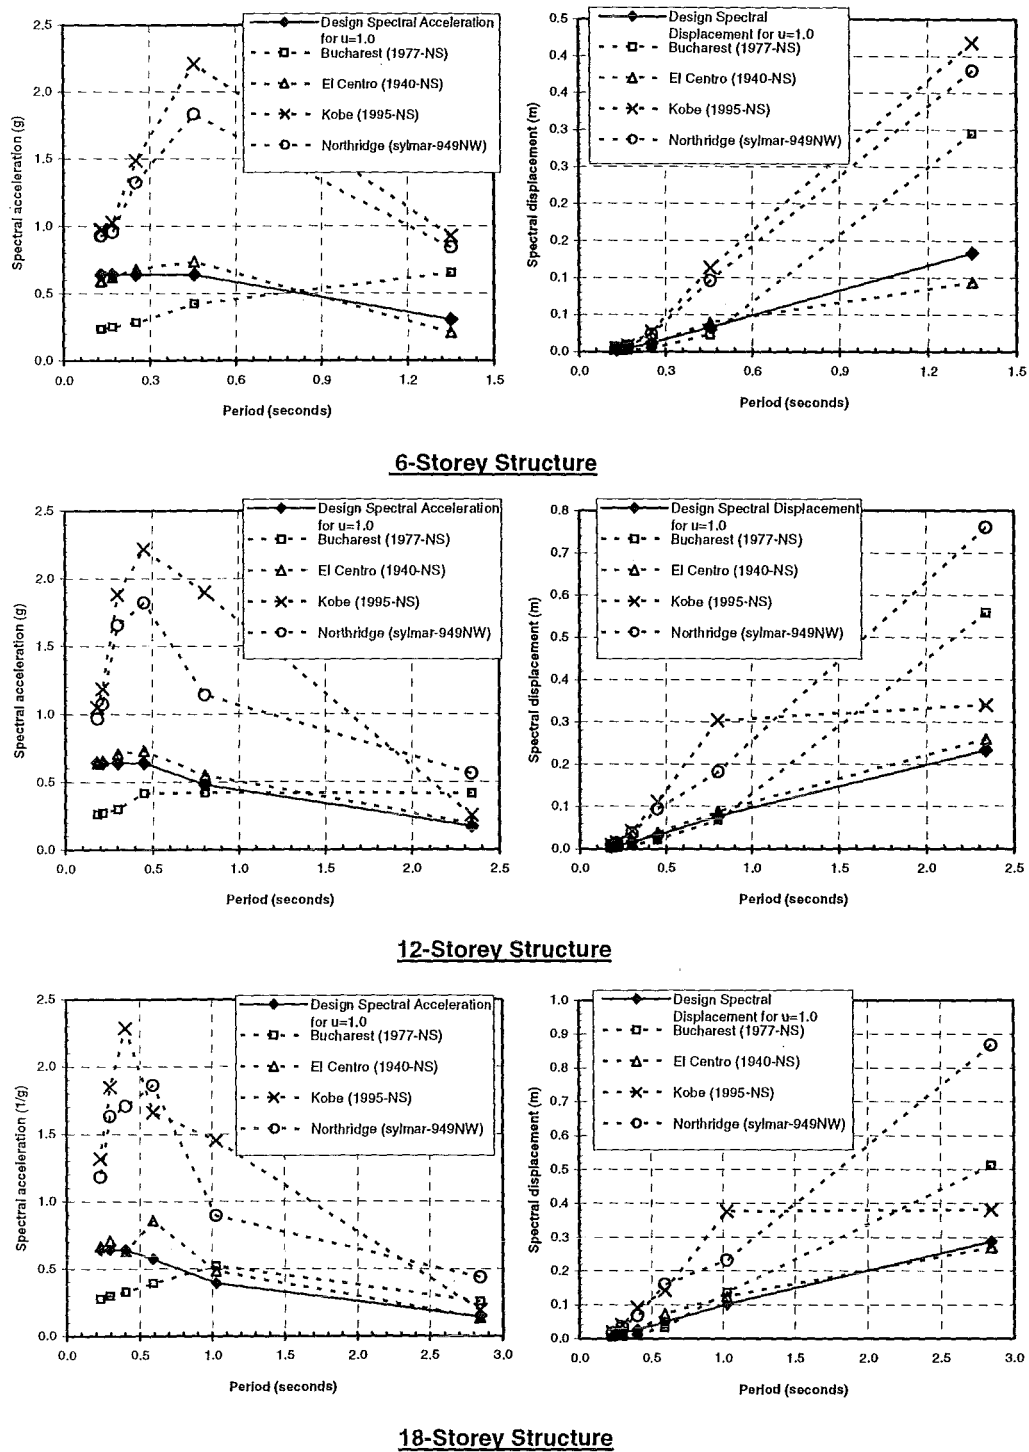 2.5
2.0
1.5
1.0
0.5
0.0
Spectral acceleration (g)
0.0 0.3 0.6 0.9 1.2 1.5
Period (seconds)
Design Spectral Acceleration
for u=1.0
Bucharest (1977-NS)
El Centro (1940-NS)
Kobe (1995-NS)
Northridge (sylmar-949NW)
0.5
0.4
0.4
0.3
0.3
0.2
0.2
0.1
0.1
0.0
Spectral displacement (m)
0.0 0.3 0.6 0.9 1.2 1.5
Period (seconds)
Design Spectral
Displacement for u=1.0
Bucharest (1977-NS)
El Centro (1940-NS)
Kobe (1995-NS)
Northridge (sylmar-949NW)
6-Storey Structure
2.5
2.0
1.5
1.0
0.5
0.0
Spectral acceleration (g)
0.0 0.5 1.0 1.5 2.0 2.5
Period (seconds)
Design Spectral Acceleration
for u=1.0
Bucharest (1977-NS)
El Centro (1940-NS)
Kobe (1995-NS)
Northridge (sylmar-949NW)
0.8
0.7
0.6
0.5
0.4
0.3
0.2
0.1
0.0
Spectral displacement (m)
0.0 0.5 1.0 1.5 2.0 2.5
Period (seconds)
Design Spectral Displacement
for u=1.0
Bucharest (1977-NS)
El Centro (1940-NS)
Kobe (1995-NS)
Northridge (sylmar-949NW)
12-Storey Structure
2.5
2.0
1.5
1.0
0.5
0.0
Spectral acceleration (1/g)
0.0 0.5 1.0 1.5 2.0 2.5 3.0
Period (seconds)
Design Spectral Acceleration
for u=1.0
Bucharest (1977-NS)
El Centro (1940-NS)
Kobe (1995-NS)
Northridge (sylmar-949NW)
1.0
0.9
0.8
0.7
0.6
0.5
0.4
0.3
0.2
0.1
0.0
Spectral displacement (m)
0.0 0.5 1.0 1.5 2.0 2.5 3.0
Period (seconds)
Design Spectral
Displacement for u=1.0
Bucharest (1977-NS)
El Centro (1940-NS)
Kobe (1995-NS)
Northridge (sylmar-949NW)
18-Storey Structure